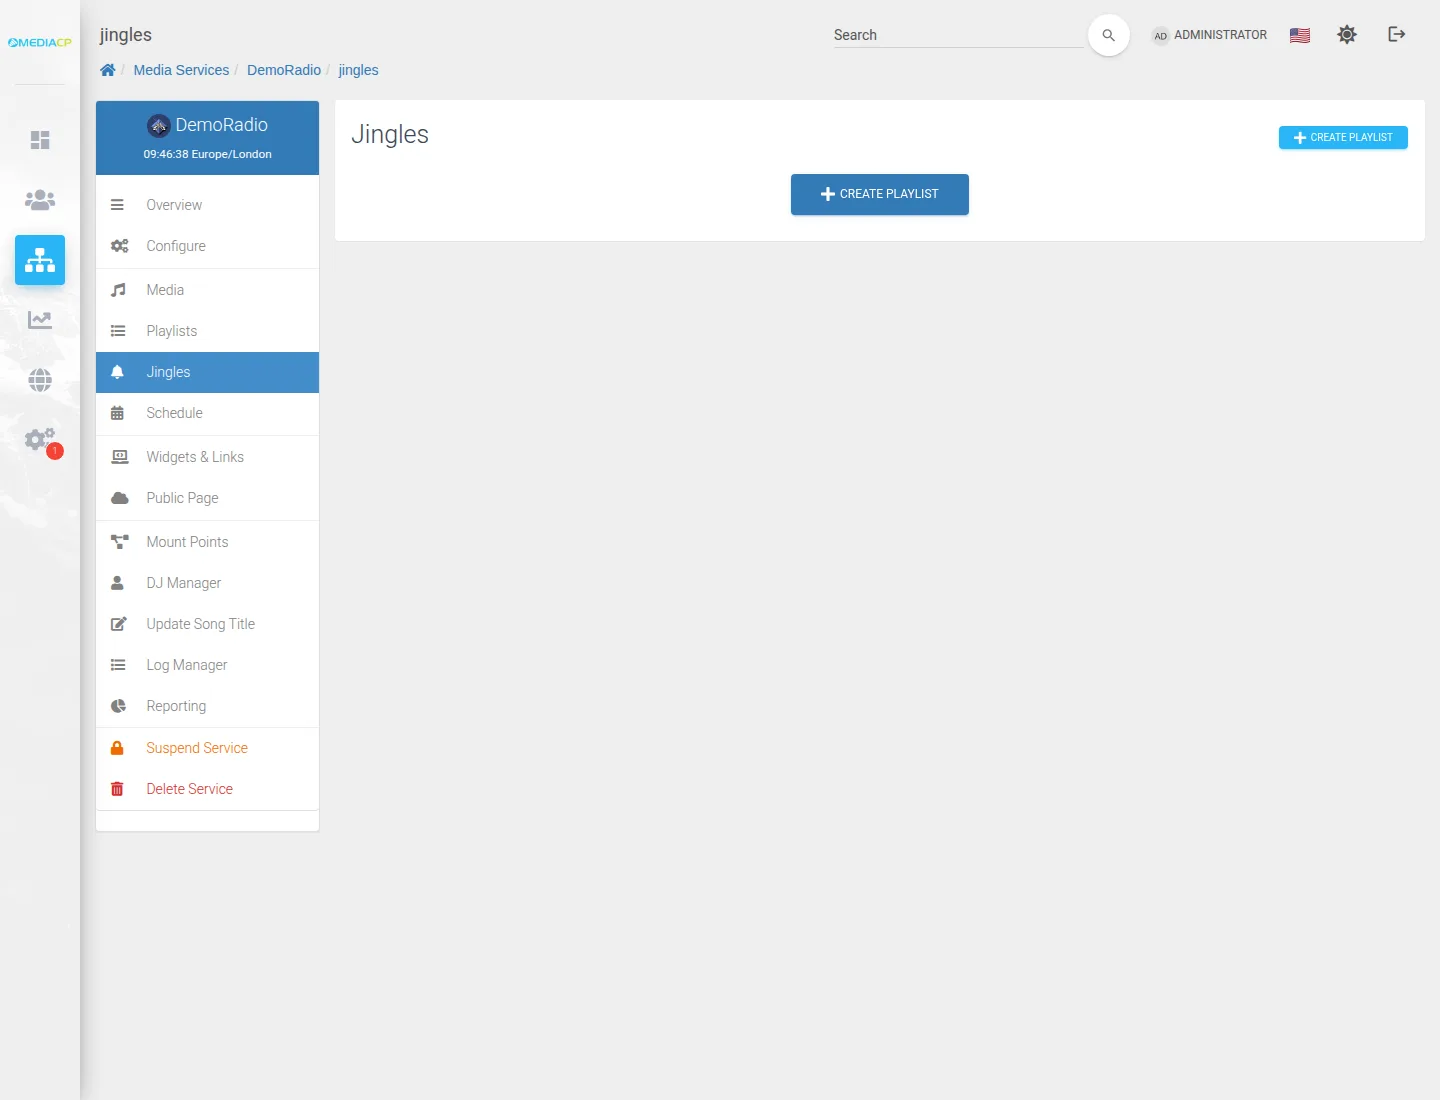 MEDIACP
jingles
Search
AD ADMINISTRATOR
/ Media Services / DemoRadio / jingles
DemoRadio
09:46:38 Europe/London
Overview
Configure
Media
Playlists
Jingles
Schedule
Widgets & Links
Public Page
Mount Points
DJ Manager
Update Song Title
Log Manager
Reporting
Suspend Service
Delete Service
1
Jingles
CREATE PLAYLIST
CREATE PLAYLIST